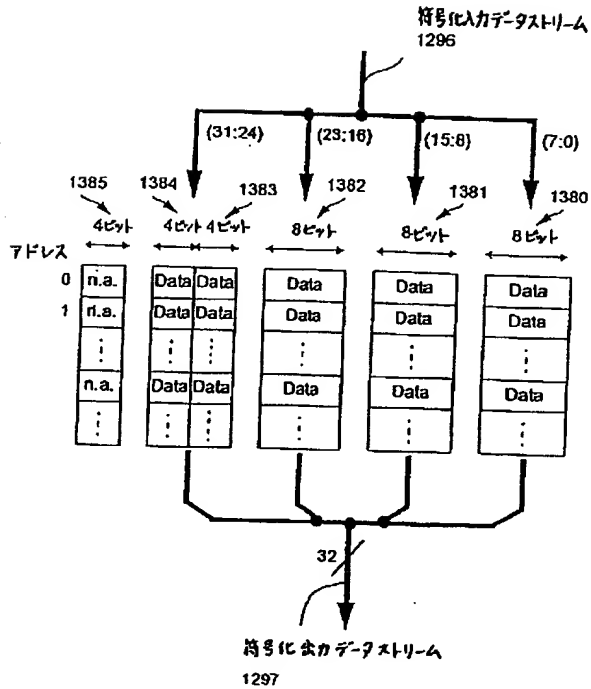 符号化入力データストリーム
1296
{31:24}
{23:16}
{15:8}
{7:0}
1385
1384
1383
1382
1381
1380
4ビット
4ビット
4ビット
8ビット
8ビット
8ビット
アドレス
0 n.a. Data Data Data Data Data
1 n.a. Data Data Data Data Data
n.a. Data Data Data Data Data
32
符号化出力データストリーム
1297